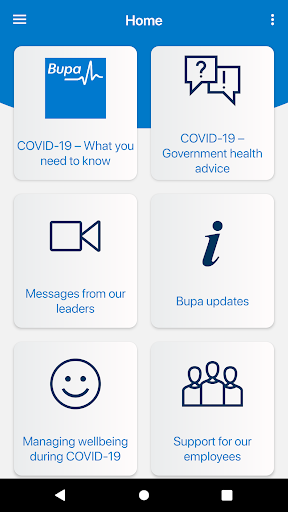 Home
Bupa
COVID-19 – What you
need to know
?
!
COVID-19 –
Government health
advice
Messages from our
leaders
i
Bupa updates
Managing wellbeing
during COVID-19
Support for our
employees